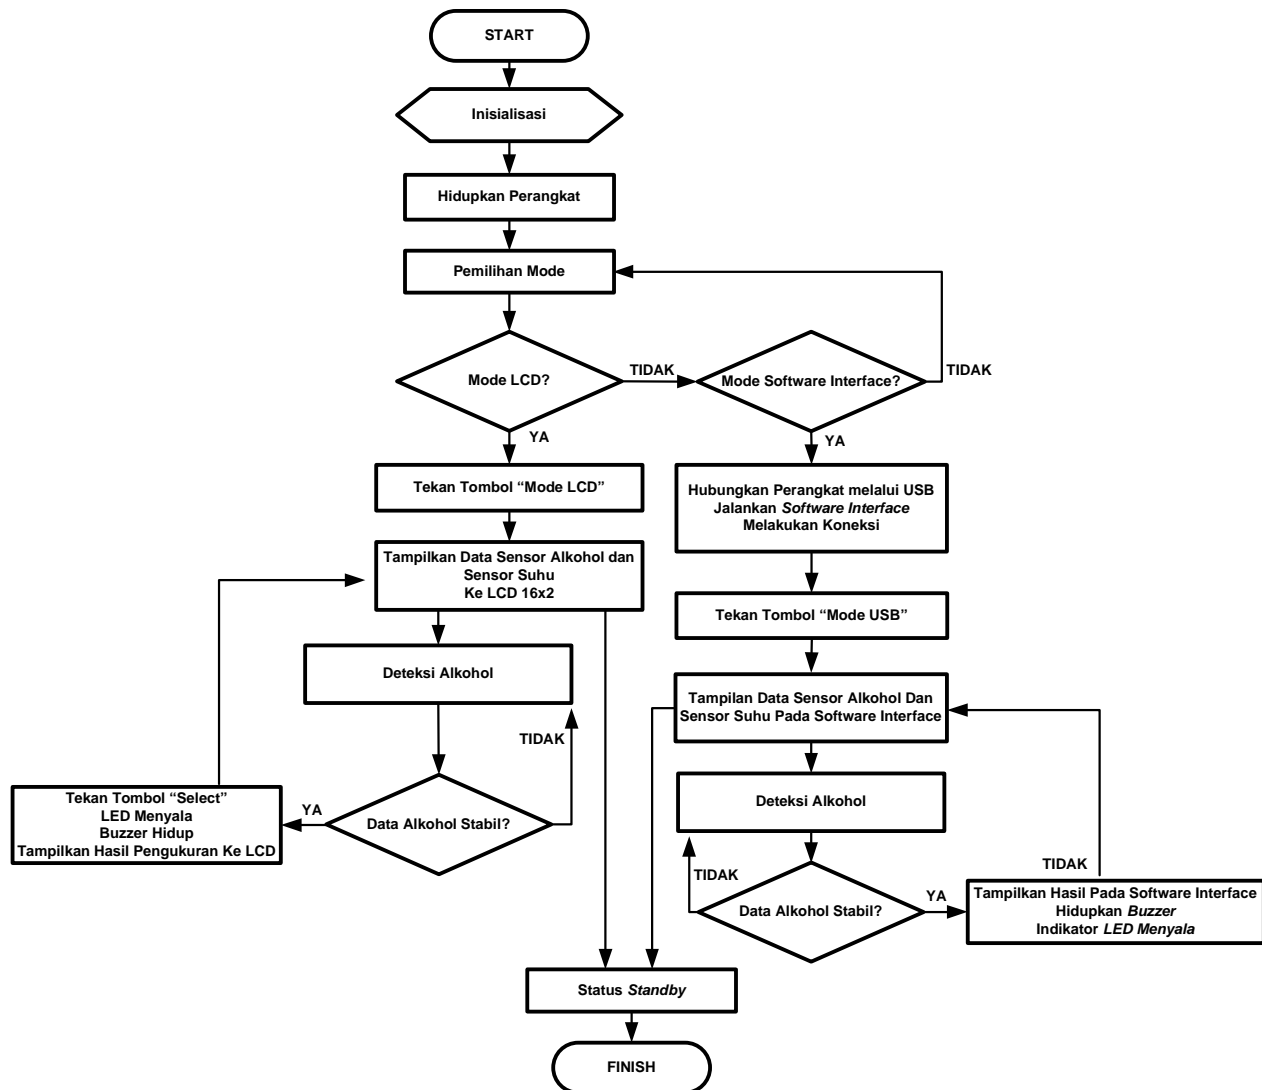 START
Inisialisasi
Hidupkan Perangkat
Pemilihan Mode
Mode LCD?
TIDAK
Mode Software Interface?
TIDAK
YA
YA
Tekan Tombol “Mode LCD”
Hubungkan Perangkat melalui USB
Jalankan Software Interface
Melakukan Koneksi
Tampilkan Data Sensor Alkohol dan
Sensor Suhu
Ke LCD 16x2
Tekan Tombol “Mode USB”
Deteksi Alkohol
Tampilan Data Sensor Alkohol Dan
Sensor Suhu Pada Software Interface
TIDAK
Tekan Tombol “Select”
LED Menyala
Buzzer Hidup
Tampilkan Hasil Pengukuran Ke LCD
YA
Data Alkohol Stabil?
Deteksi Alkohol
TIDAK
TIDAK
Data Alkohol Stabil?
YA
Tampilkan Hasil Pada Software Interface
Hidupkan Buzzer
Indikator LED Menyala
Status Standby
FINISH